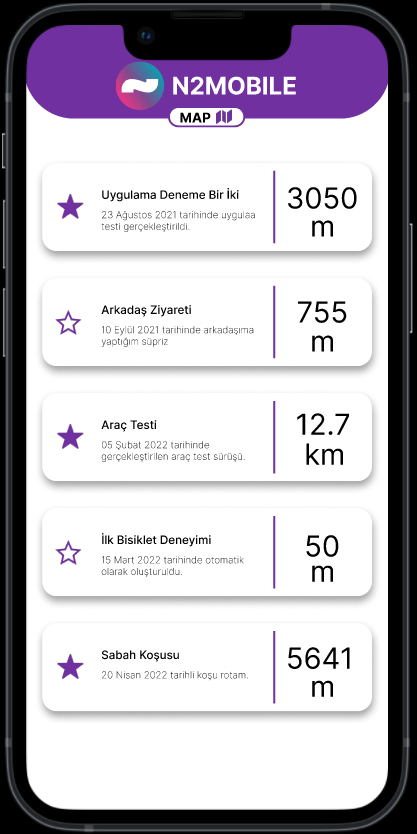 N2MOBILE
MAP
Uygulama Deneme Bir İki
23 Ağustos 2021 tarihinde uygulaa
testi gerçekleştirildi.
3050
m
Arkadaş Ziyareti
10 Eylül 2021 tarihinde arkadaşıma
yaptığım süpriz
755
m
Araç Testi
05 Şubat 2022 tarihinde
gerçekleştirilen araç test sürüşü.
12.7
km
İlk Bisiklet Deneyimi
15 Mart 2022 tarihinde otomatik
olarak oluşturuldu.
50
m
Sabah Koşusu
20 Nisan 2022 tarihli koşu rotam.
5641
m